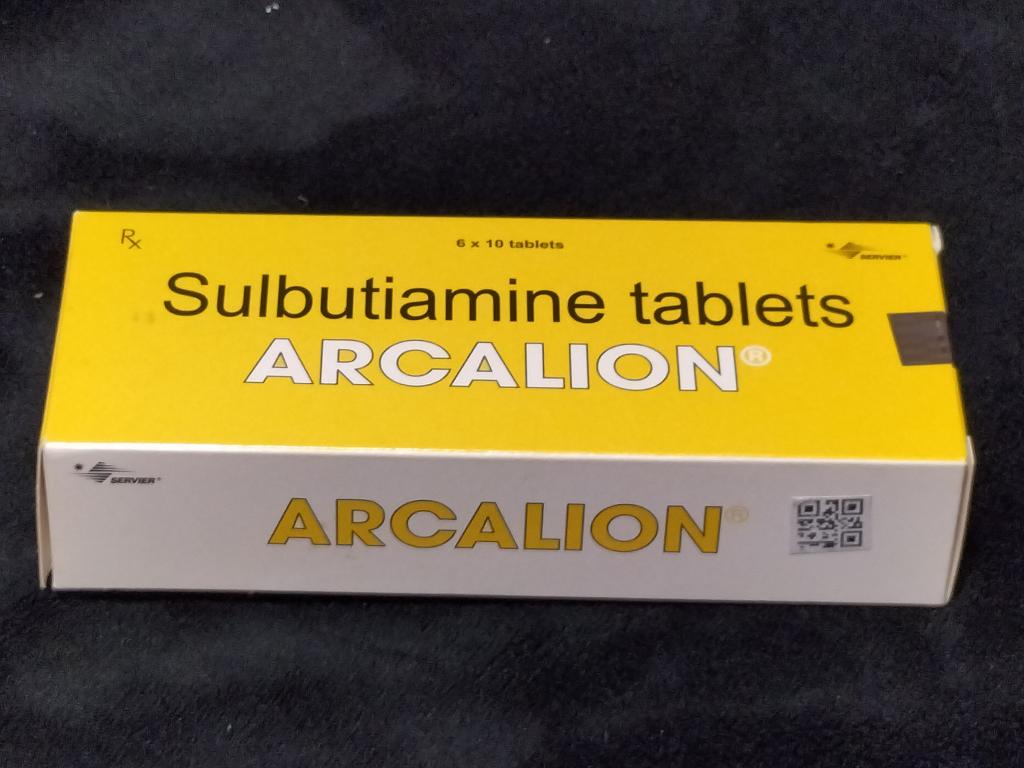 Rx
6 x 10 tablets
SERVIER®
Sulbutiamine tablets
ARCALION®
SERVIER®
ARCALION®